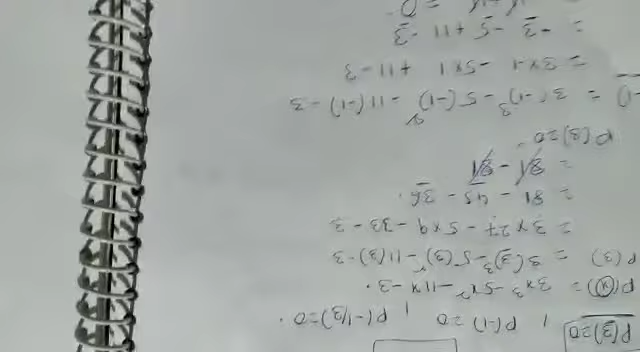 P(3)=0 , P(-1)=0 , P(-1/3)=0.
P(x) = 3x³ -5x² -11x -3.
P(3) = 3(3)³ -5(3)² -11(3) -3
= 3×27 - 5×9 -33 -3
= 81 - 45 - 36.
= 81 - 81
P(3)=0.
-1) = 3(-1)³ - 5(-1)² - 11(-1) -3
= 3×-1 - 5×1 +11 -3
= -3 -5 +11 -3
= 0.